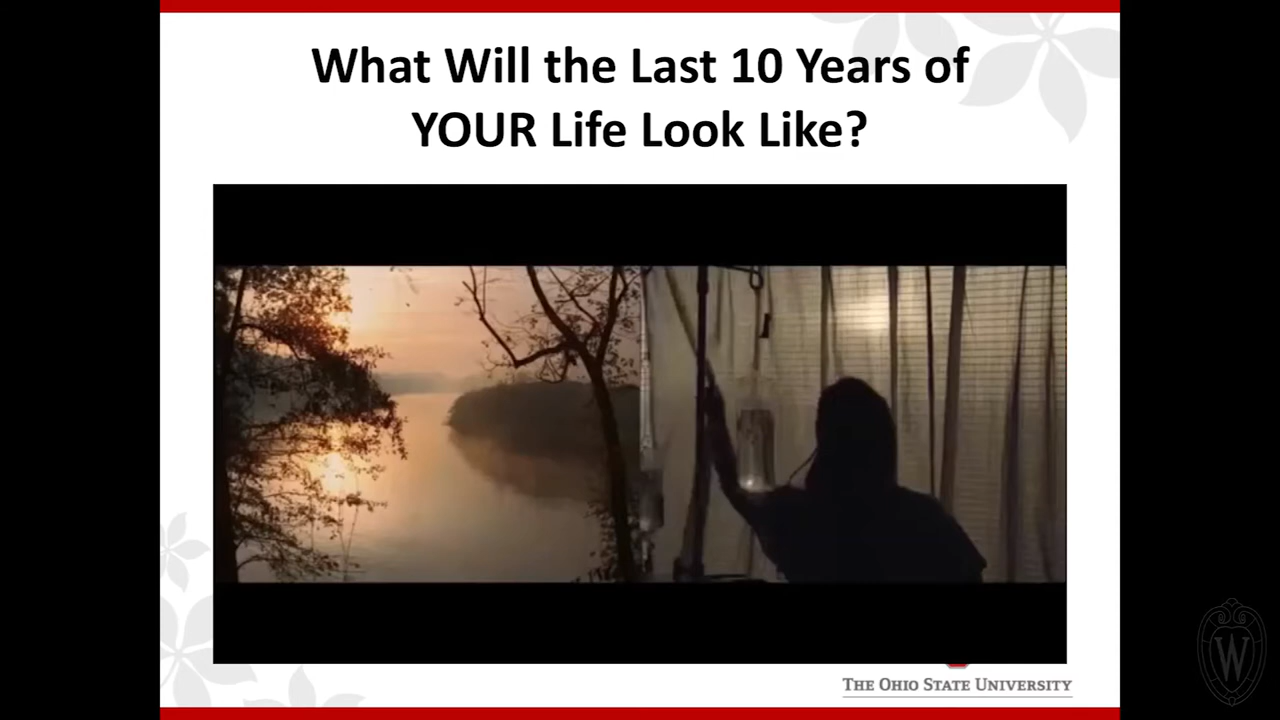 What Will the Last 10 Years of
YOUR Life Look Like?
THE OHIO STATE UNIVERSITY
W